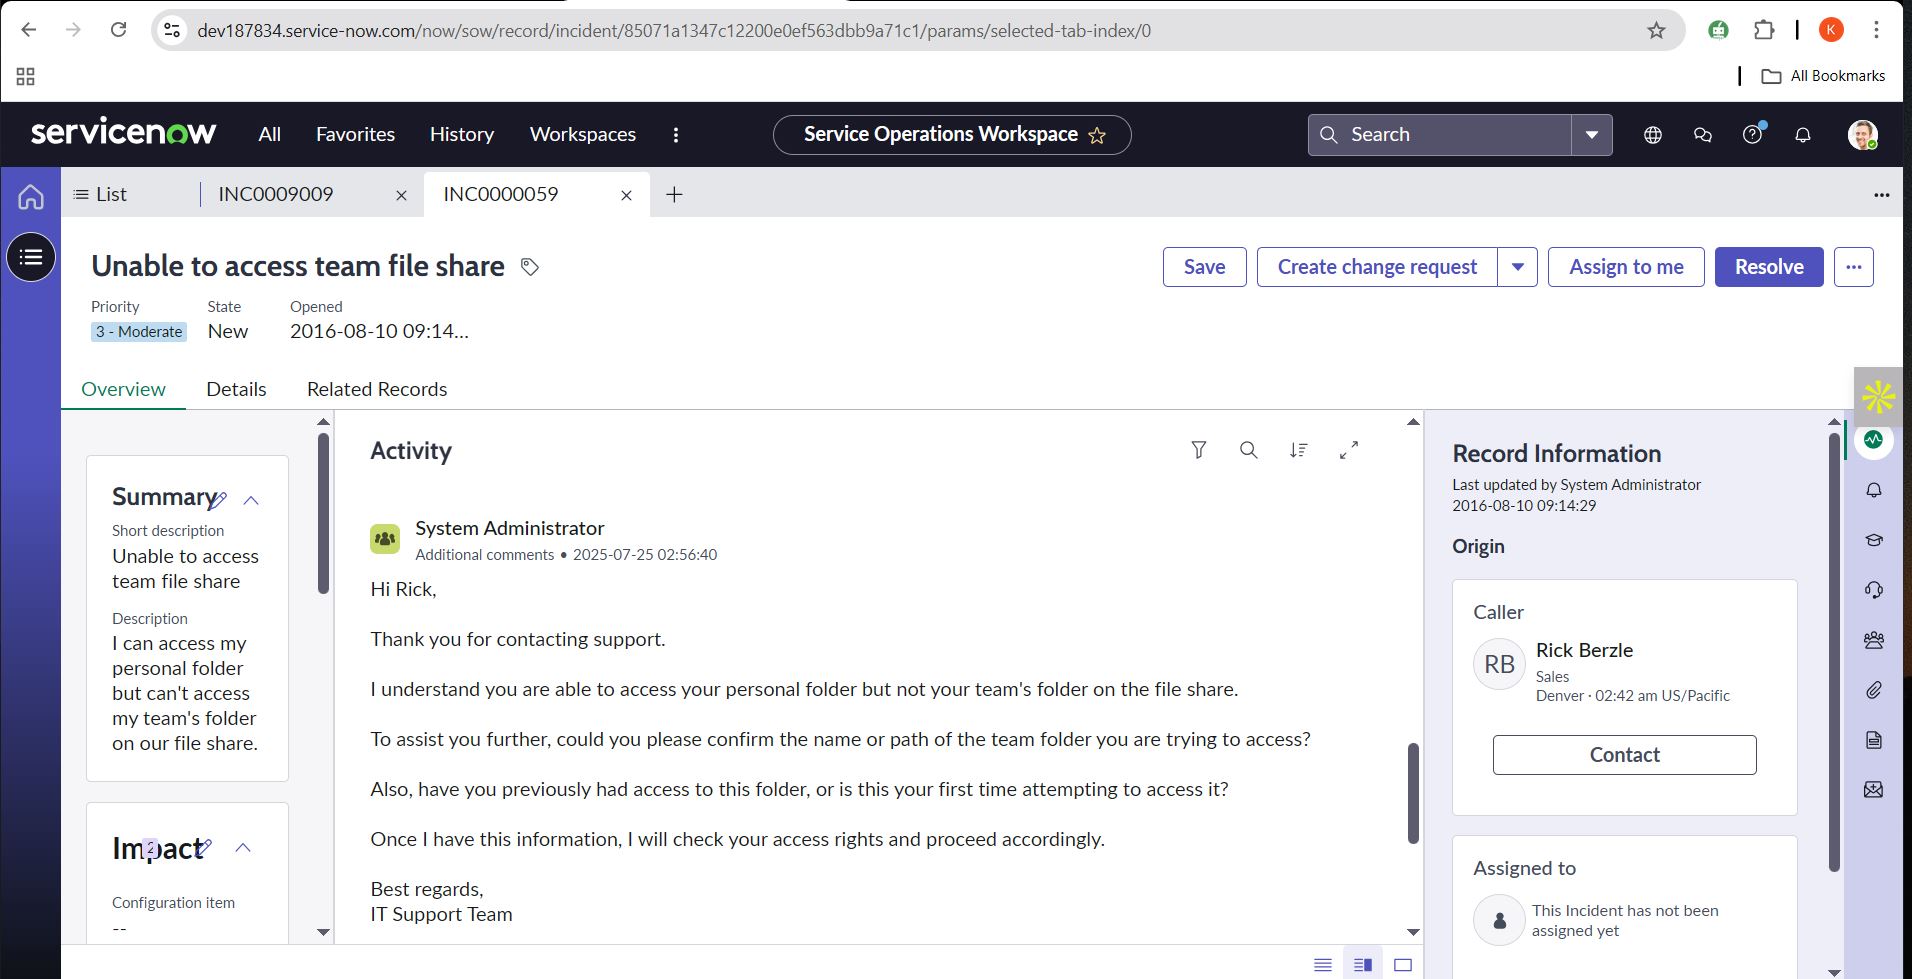 dev187834.service-now.com/now/sow/record/incident/85071a1347c12200e0ef563dbb9a71c1/params/selected-tab-index/0
K
All Bookmarks
servicenow
All
Favorites
History
Workspaces
Service Operations Workspace
Search
List
INC0009009
INC0000059
Unable to access team file share
Save
Create change request
Assign to me
Resolve
Priority
State
Opened
3 - Moderate
New
2016-08-10 09:14...
Overview
Details
Related Records
Summary
Short description
Unable to access
team file share
Description
I can access my
personal folder
but can't access
my team's folder
on our file share.
Impact
2
Configuration item
--
Activity
System Administrator
Additional comments • 2025-07-25 02:56:40
Hi Rick,
Thank you for contacting support.
I understand you are able to access your personal folder but not your team's folder on the file share.
To assist you further, could you please confirm the name or path of the team folder you are trying to access?
Also, have you previously had access to this folder, or is this your first time attempting to access it?
Once I have this information, I will check your access rights and proceed accordingly.
Best regards,
IT Support Team
Record Information
Last updated by System Administrator
2016-08-10 09:14:29
Origin
Caller
RB
Rick Berzle
Sales
Denver · 02:42 am US/Pacific
Contact
Assigned to
This Incident has not been
assigned yet